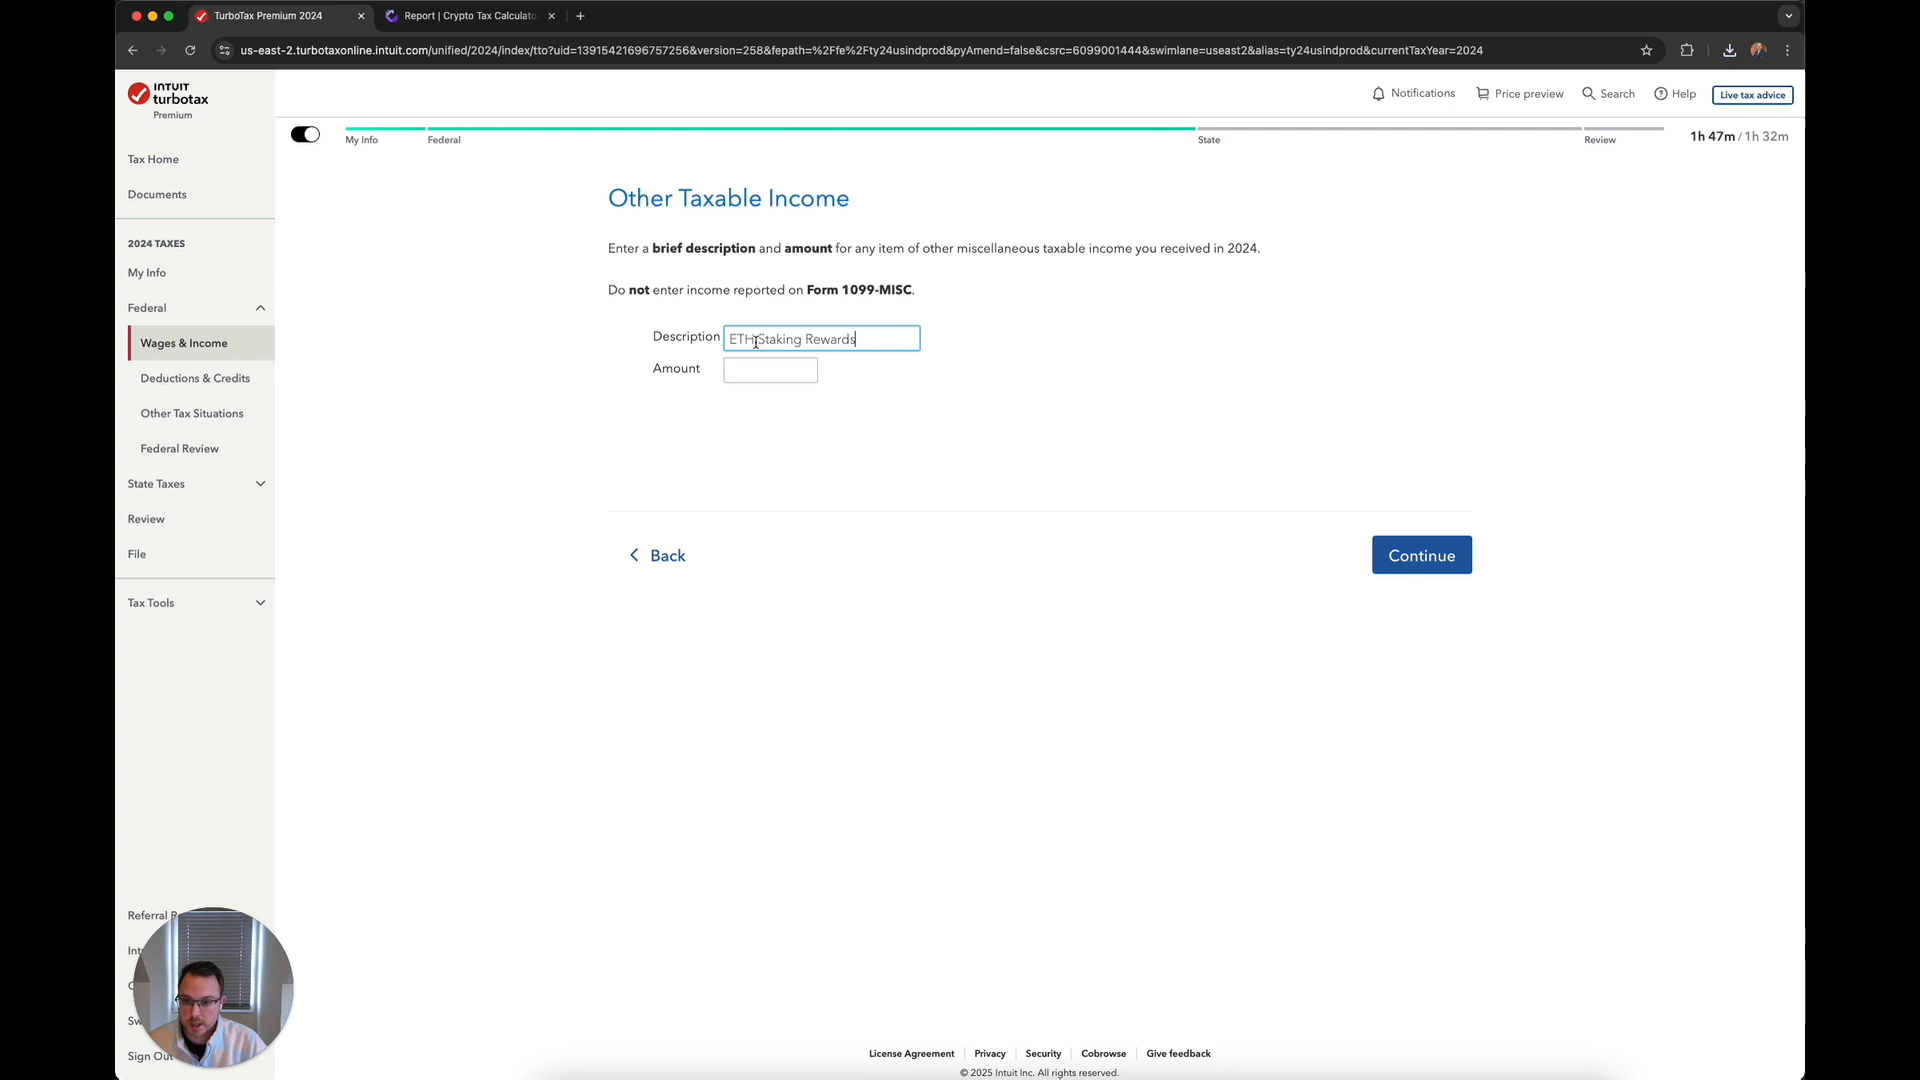 TurboTax Premium 2024
Report | Crypto Tax Calculato
us-east-2.turbotaxonline.intuit.com/unified/2024/index/tto?uid=13915421696757256&version=258&fepath=%2Ffe%2Fty24usindprod&pyAmend=false&csrc=6099001444&swimlane=useast2&alias=ty24usindprod&currentTaxYear=2024
INTUIT
turbotax
Premium
Notifications
Price preview
Search
Help
Live tax advice
My Info
Federal
State
Review
1h 47m / 1h 32m
Tax Home
Documents
2024 TAXES
My Info
Federal
Wages & Income
Deductions & Credits
Other Tax Situations
Federal Review
State Taxes
Review
File
Tax Tools
Referral
Sign Out
Other Taxable Income
Enter a brief description and amount for any item of other miscellaneous taxable income you received in 2024.
Do not enter income reported on Form 1099-MISC.
Description ETH Staking Rewards
Amount
Back
Continue
License Agreement
Privacy
Security
Cobrowse
Give feedback
© 2025 Intuit Inc. All rights reserved.